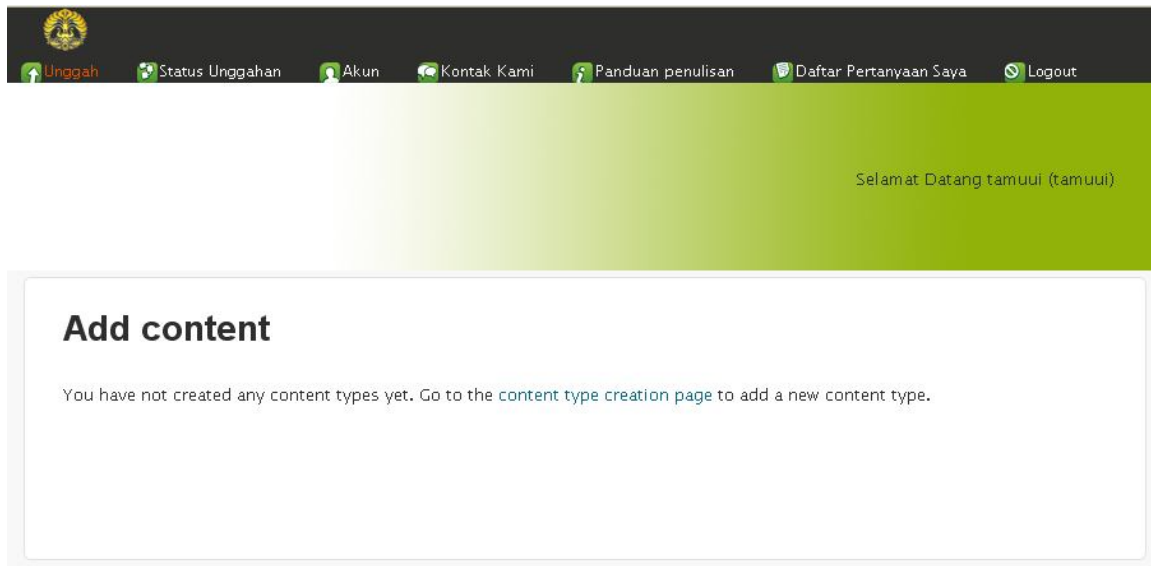 Unggah Status Unggahan Akun Kontak Kami Panduan penulisan Daftar Pertanyaan Saya Logout
Selamat Datang tamuui (tamuui)
Add content
You have not created any content types yet. Go to the content type creation page to add a new content type.